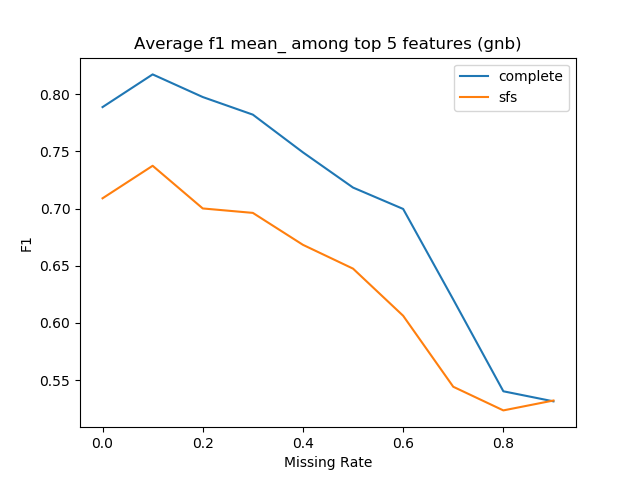 Average f1 mean_ among top 5 features (gnb)
complete
sfs
0.80
0.75
0.70
0.65
0.60
0.55
F1
0.0 0.2 0.4 0.6 0.8
Missing Rate